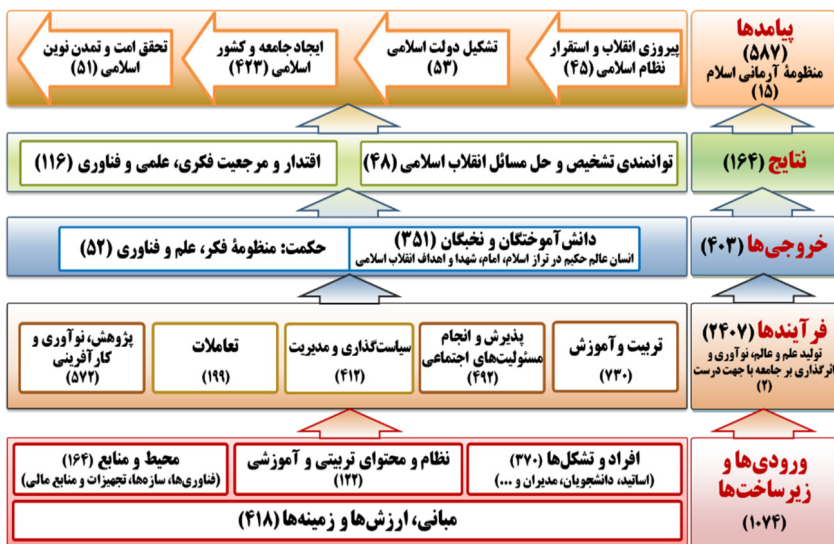 پیامدها
(۵۸۷)
منظومهٔ آرمانی اسلام
(۱۵)
پیروزی انقلاب و استقرار
نظام اسلامی (۴۵)
تشکیل دولت اسلامی
(۵۳)
ایجاد جامعه و کشور
اسلامی (۴۲۳)
تحقق امت و تمدن نوین
اسلامی (۵۱)
نتایج (۱۶۴)
توانمندی تشخیص و حل مسائل انقلاب اسلامی (۴۸)
اقتدار و مرجعیت فکری، علمی و فناوری (۱۱۶)
خروجی‌ها (۴۰۳)
دانش‌آموختگان و نخبگان (۳۵۱)
انسان عالم حکیم در تراز اسلام، امام، شهدا و اهداف انقلاب اسلامی
حکمت: منظومهٔ فکر، علم و فناوری (۵۲)
فرآیندها (۲۴۰۷)
تولید علم و عالم، نوآوری و
اثرگذاری بر جامعه با جهت درست
(۲)
تربیت و آموزش
(۷۳۰)
پذیرش و انجام
مسئولیت‌های اجتماعی
(۴۹۲)
سیاست‌گذاری و مدیریت
(۴۱۲)
تعاملات
(۱۹۹)
پژوهش، نوآوری و
کارآفرینی
(۵۷۲)
ورودی‌ها و
زیرساخت‌ها
(۱۰۷۴)
افراد و تشکل‌ها (۳۷۰)
(اساتید، دانشجویان، مدیران و ...)
نظام و محتوای تربیتی و آموزشی
(۱۲۲)
محیط و منابع (۱۶۴)
(فناوری‌ها، سازه‌ها، تجهیزات و منابع مالی)
مبانی، ارزش‌ها و زمینه‌ها (۴۱۸)